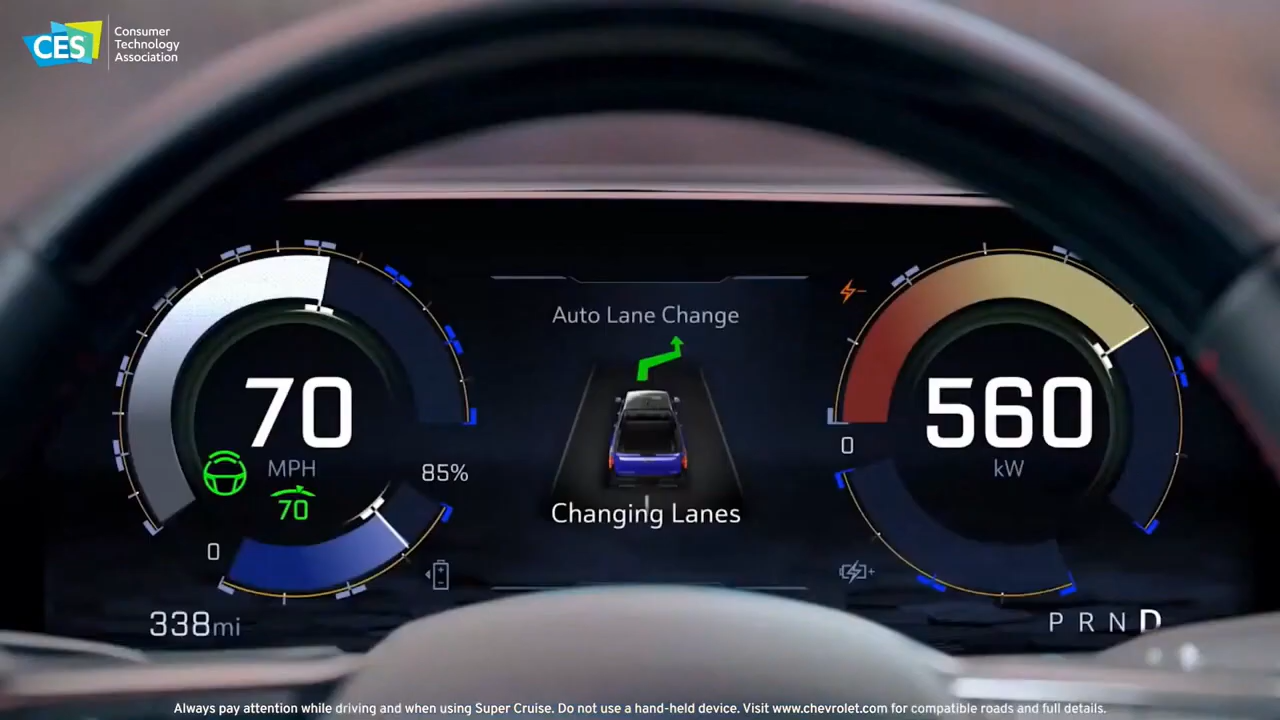 CES
Consumer
Technology
Association
Auto Lane Change
70
MPH
70
85%
0
338mi
Changing Lanes
560
kW
0
P R N D
Always pay attention while driving and when using Super Cruise. Do not use a hand-held device. Visit www.chevrolet.com for compatible roads and full details.